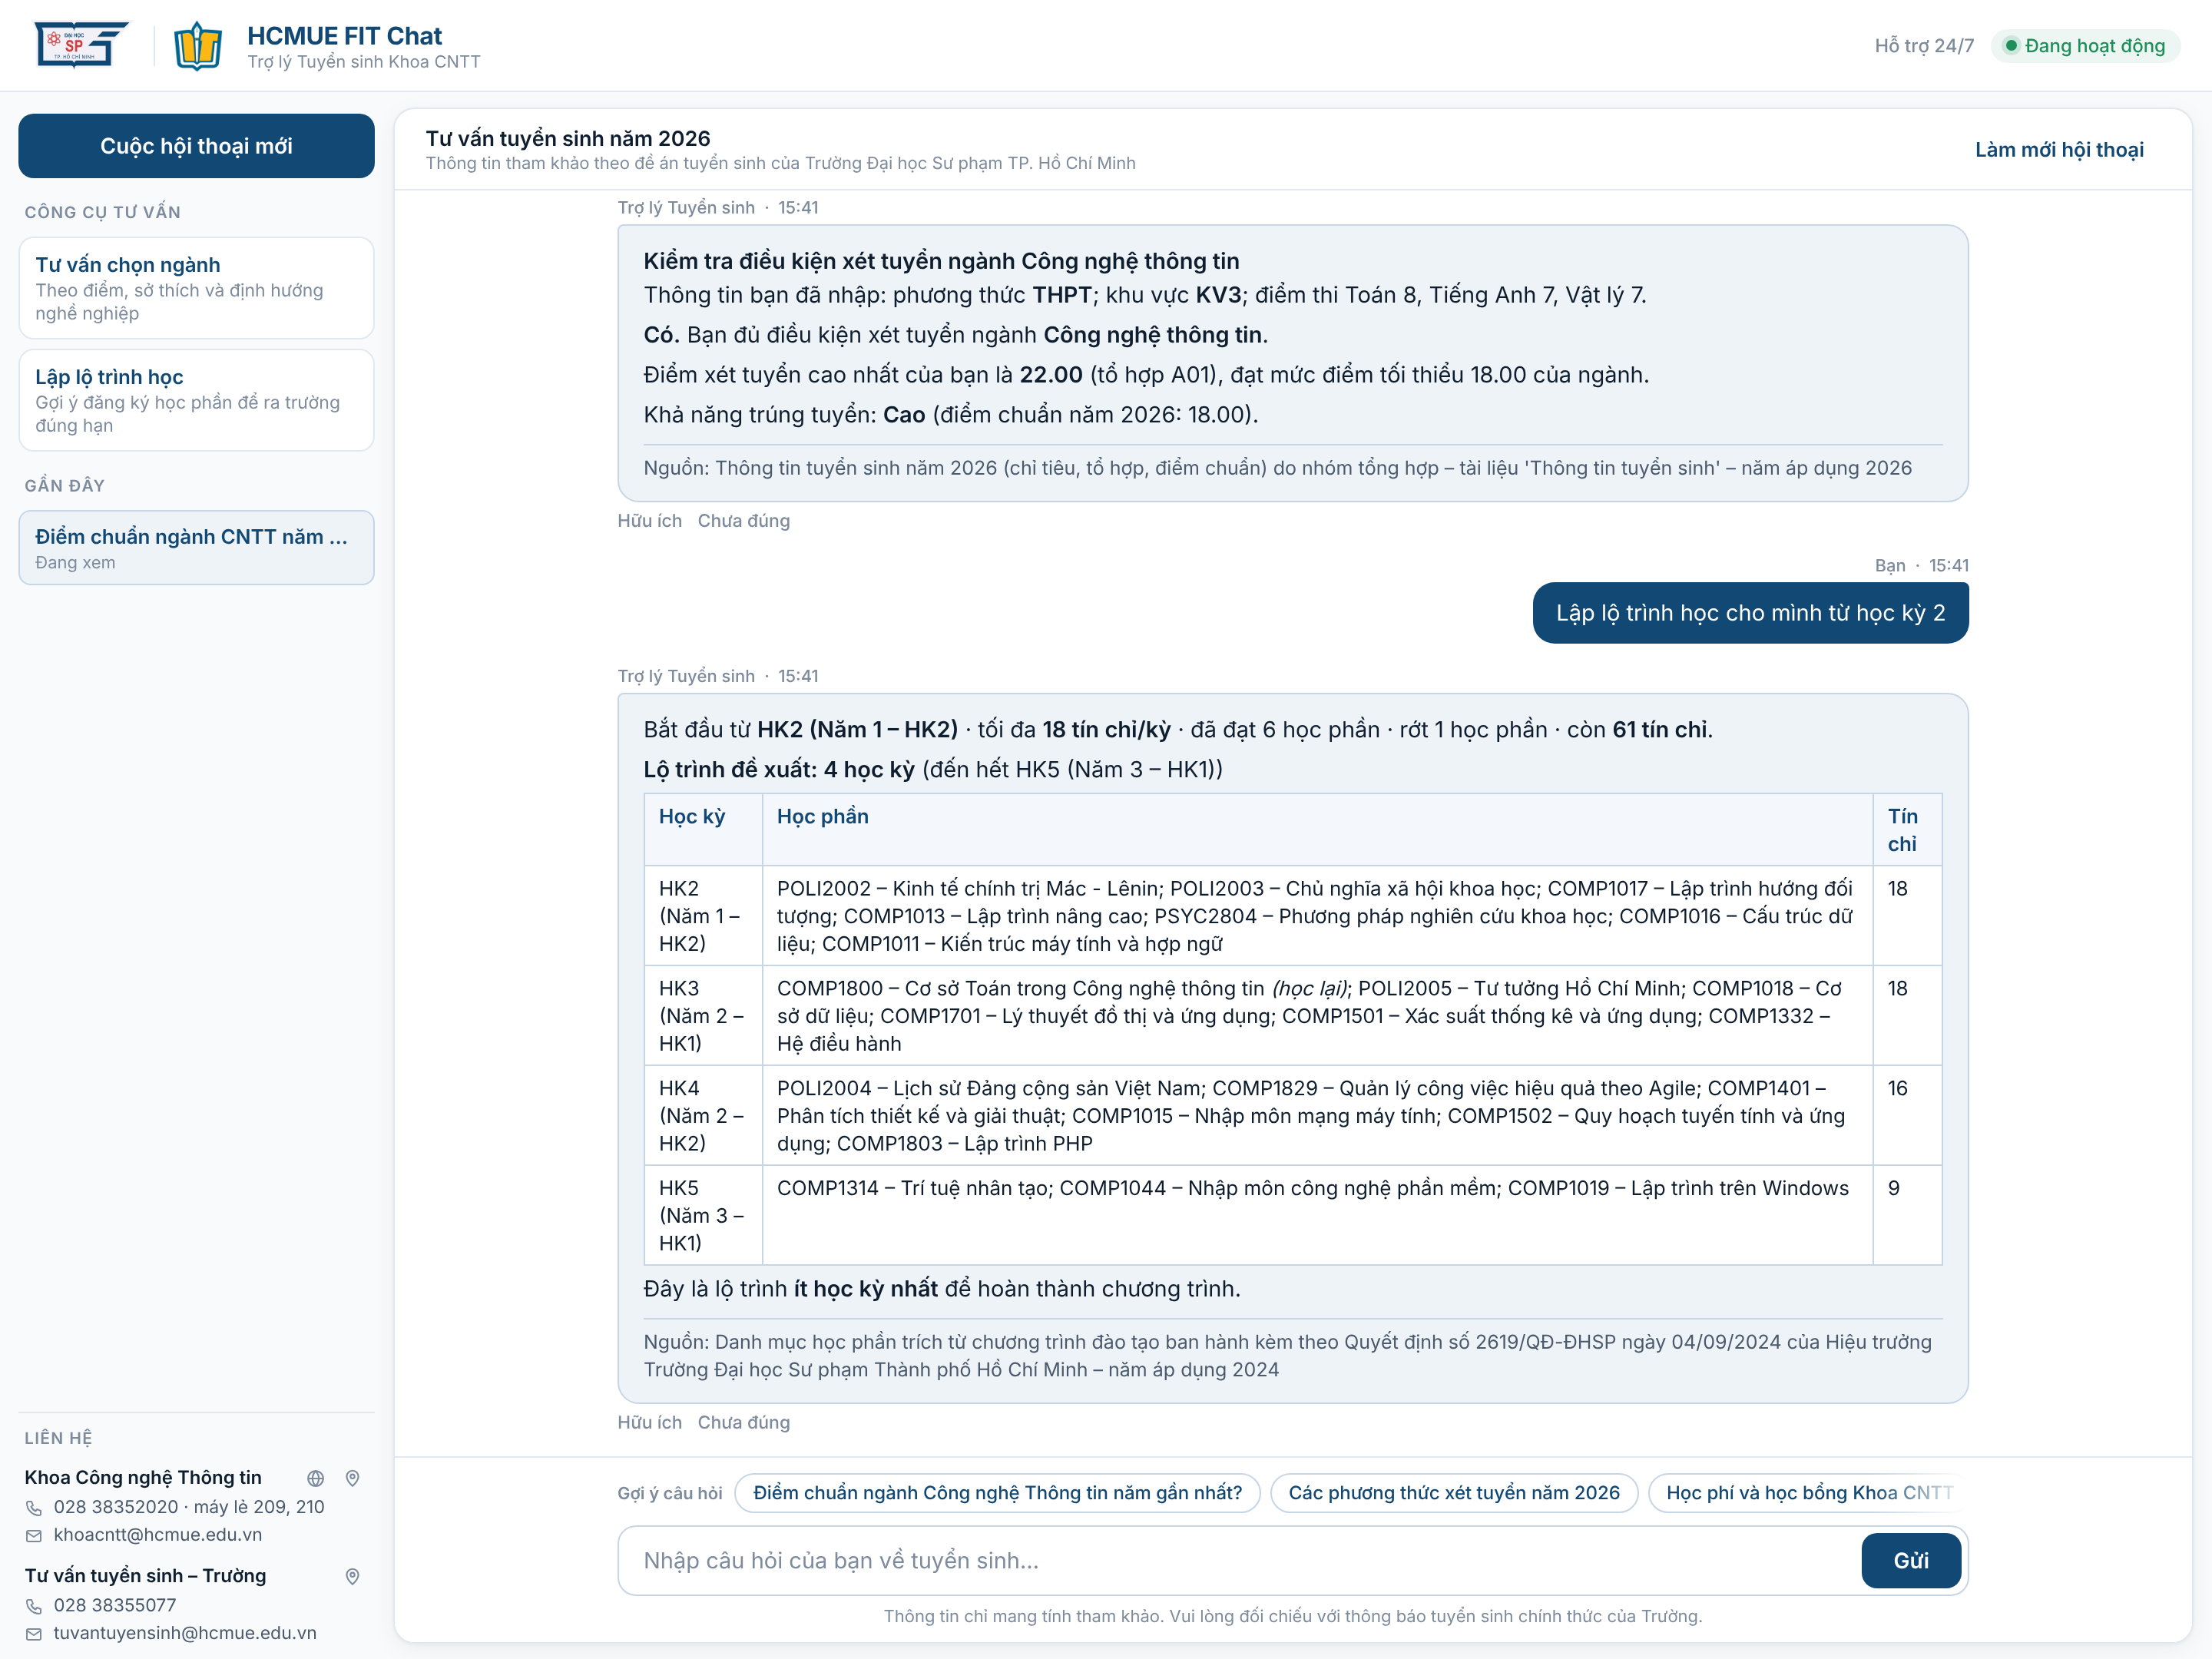 ĐẠI HỌC
SP
TP. HỒ CHÍ MINH
HCMUE FIT Chat
Trợ lý Tuyển sinh Khoa CNTT
Hỗ trợ 24/7
Đang hoạt động
Cuộc hội thoại mới
CÔNG CỤ TƯ VẤN
Tư vấn chọn ngành
Theo điểm, sở thích và định hướng
nghề nghiệp
Lập lộ trình học
Gợi ý đăng ký học phần để ra trường
đúng hạn
GẦN ĐÂY
Điểm chuẩn ngành CNTT năm ...
Đang xem
LIÊN HỆ
Khoa Công nghệ Thông tin
028 38352020 · máy lẻ 209, 210
khoacntt@hcmue.edu.vn
Tư vấn tuyển sinh – Trường
028 38355077
tuvantuyensinh@hcmue.edu.vn
Tư vấn tuyển sinh năm 2026
Thông tin tham khảo theo đề án tuyển sinh của Trường Đại học Sư phạm TP. Hồ Chí Minh
Làm mới hội thoại
Trợ lý Tuyển sinh · 15:41
Kiểm tra điều kiện xét tuyển ngành Công nghệ thông tin
Thông tin bạn đã nhập: phương thức THPT; khu vực KV3; điểm thi Toán 8, Tiếng Anh 7, Vật lý 7.
Có. Bạn đủ điều kiện xét tuyển ngành Công nghệ thông tin.
Điểm xét tuyển cao nhất của bạn là 22.00 (tổ hợp A01), đạt mức điểm tối thiểu 18.00 của ngành.
Khả năng trúng tuyển: Cao (điểm chuẩn năm 2026: 18.00).
Nguồn: Thông tin tuyển sinh năm 2026 (chỉ tiêu, tổ hợp, điểm chuẩn) do nhóm tổng hợp – tài liệu 'Thông tin tuyển sinh' – năm áp dụng 2026
Hữu ích Chưa đúng
Bạn · 15:41
Lập lộ trình học cho mình từ học kỳ 2
Trợ lý Tuyển sinh · 15:41
Bắt đầu từ HK2 (Năm 1 – HK2) · tối đa 18 tín chỉ/kỳ · đã đạt 6 học phần · rớt 1 học phần · còn 61 tín chỉ.
Lộ trình đề xuất: 4 học kỳ (đến hết HK5 (Năm 3 – HK1))
Học kỳ
Học phần
Tín
chỉ
HK2
(Năm 1 –
HK2)
POLI2002 – Kinh tế chính trị Mác - Lênin; POLI2003 – Chủ nghĩa xã hội khoa học; COMP1017 – Lập trình hướng đối
tượng; COMP1013 – Lập trình nâng cao; PSYC2804 – Phương pháp nghiên cứu khoa học; COMP1016 – Cấu trúc dữ
liệu; COMP1011 – Kiến trúc máy tính và hợp ngữ
18
HK3
(Năm 2 –
HK1)
COMP1800 – Cơ sở Toán trong Công nghệ thông tin (học lại); POLI2005 – Tư tưởng Hồ Chí Minh; COMP1018 – Cơ
sở dữ liệu; COMP1701 – Lý thuyết đồ thị và ứng dụng; COMP1501 – Xác suất thống kê và ứng dụng; COMP1332 –
Hệ điều hành
18
HK4
(Năm 2 –
HK2)
POLI2004 – Lịch sử Đảng cộng sản Việt Nam; COMP1829 – Quản lý công việc hiệu quả theo Agile; COMP1401 –
Phân tích thiết kế và giải thuật; COMP1015 – Nhập môn mạng máy tính; COMP1502 – Quy hoạch tuyến tính và ứng
dụng; COMP1803 – Lập trình PHP
16
HK5
(Năm 3 –
HK1)
COMP1314 – Trí tuệ nhân tạo; COMP1044 – Nhập môn công nghệ phần mềm; COMP1019 – Lập trình trên Windows
9
Đây là lộ trình ít học kỳ nhất để hoàn thành chương trình.
Nguồn: Danh mục học phần trích từ chương trình đào tạo ban hành kèm theo Quyết định số 2619/QĐ-ĐHSP ngày 04/09/2024 của Hiệu trưởng
Trường Đại học Sư phạm Thành phố Hồ Chí Minh – năm áp dụng 2024
Hữu ích Chưa đúng
Gợi ý câu hỏi
Điểm chuẩn ngành Công nghệ Thông tin năm gần nhất?
Các phương thức xét tuyển năm 2026
Học phí và học bổng Khoa CNTT
Nhập câu hỏi của bạn về tuyển sinh...
Gửi
Thông tin chỉ mang tính tham khảo. Vui lòng đối chiếu với thông báo tuyển sinh chính thức của Trường.